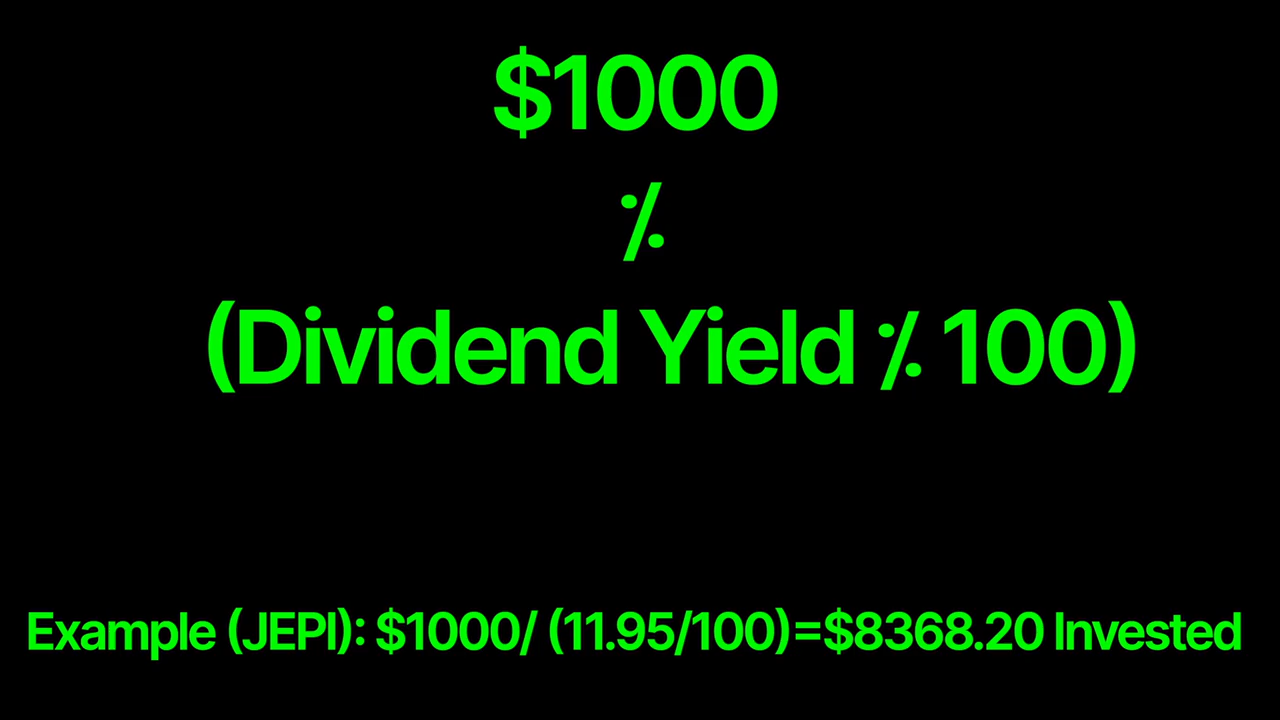 $1000
٪
(Dividend Yield ٪ 100)
Example (JEPI): $1000/ (11.95/100)=$8368.20 Invested